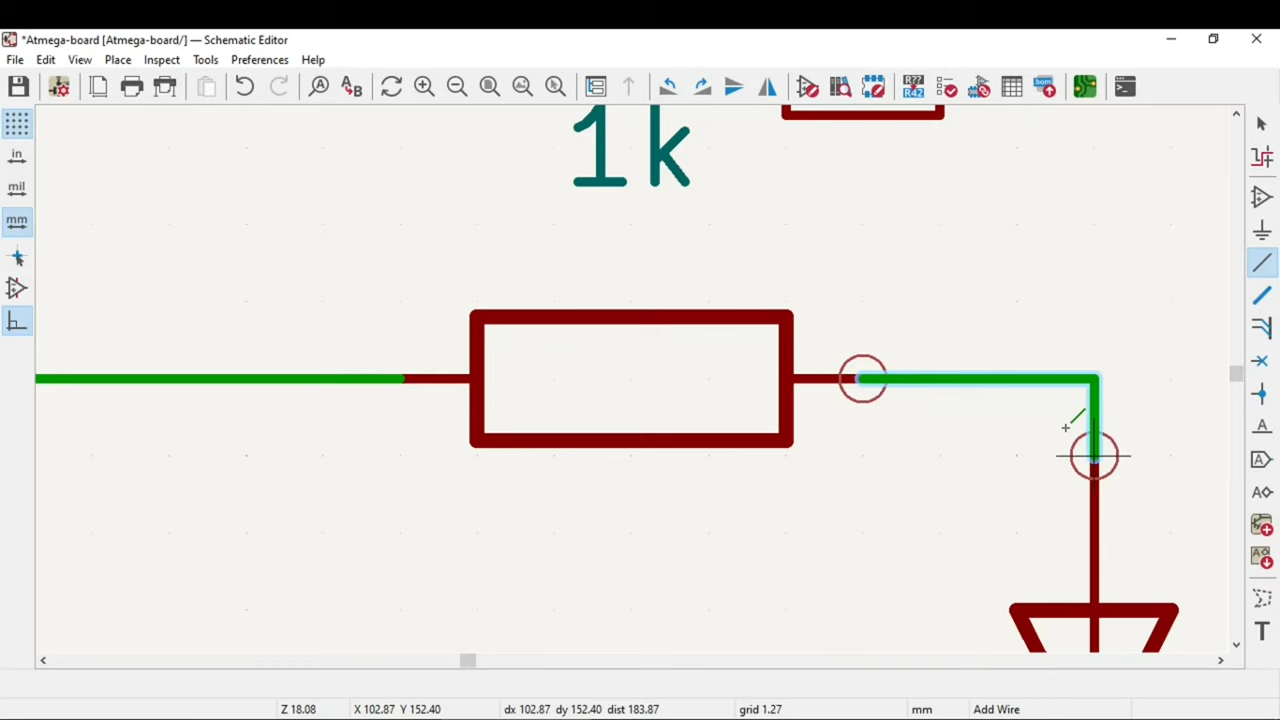 *Atmega-board [Atmega-board/] — Schematic Editor
File Edit View Place Inspect Tools Preferences Help
A
A B
R??
R42
bom
in
mil
mm
1k
A
A
A
A
T
Z 18.08 X 102.87 Y 152.40 dx 102.87 dy 152.40 dist 183.87 grid 1.27 mm Add Wire